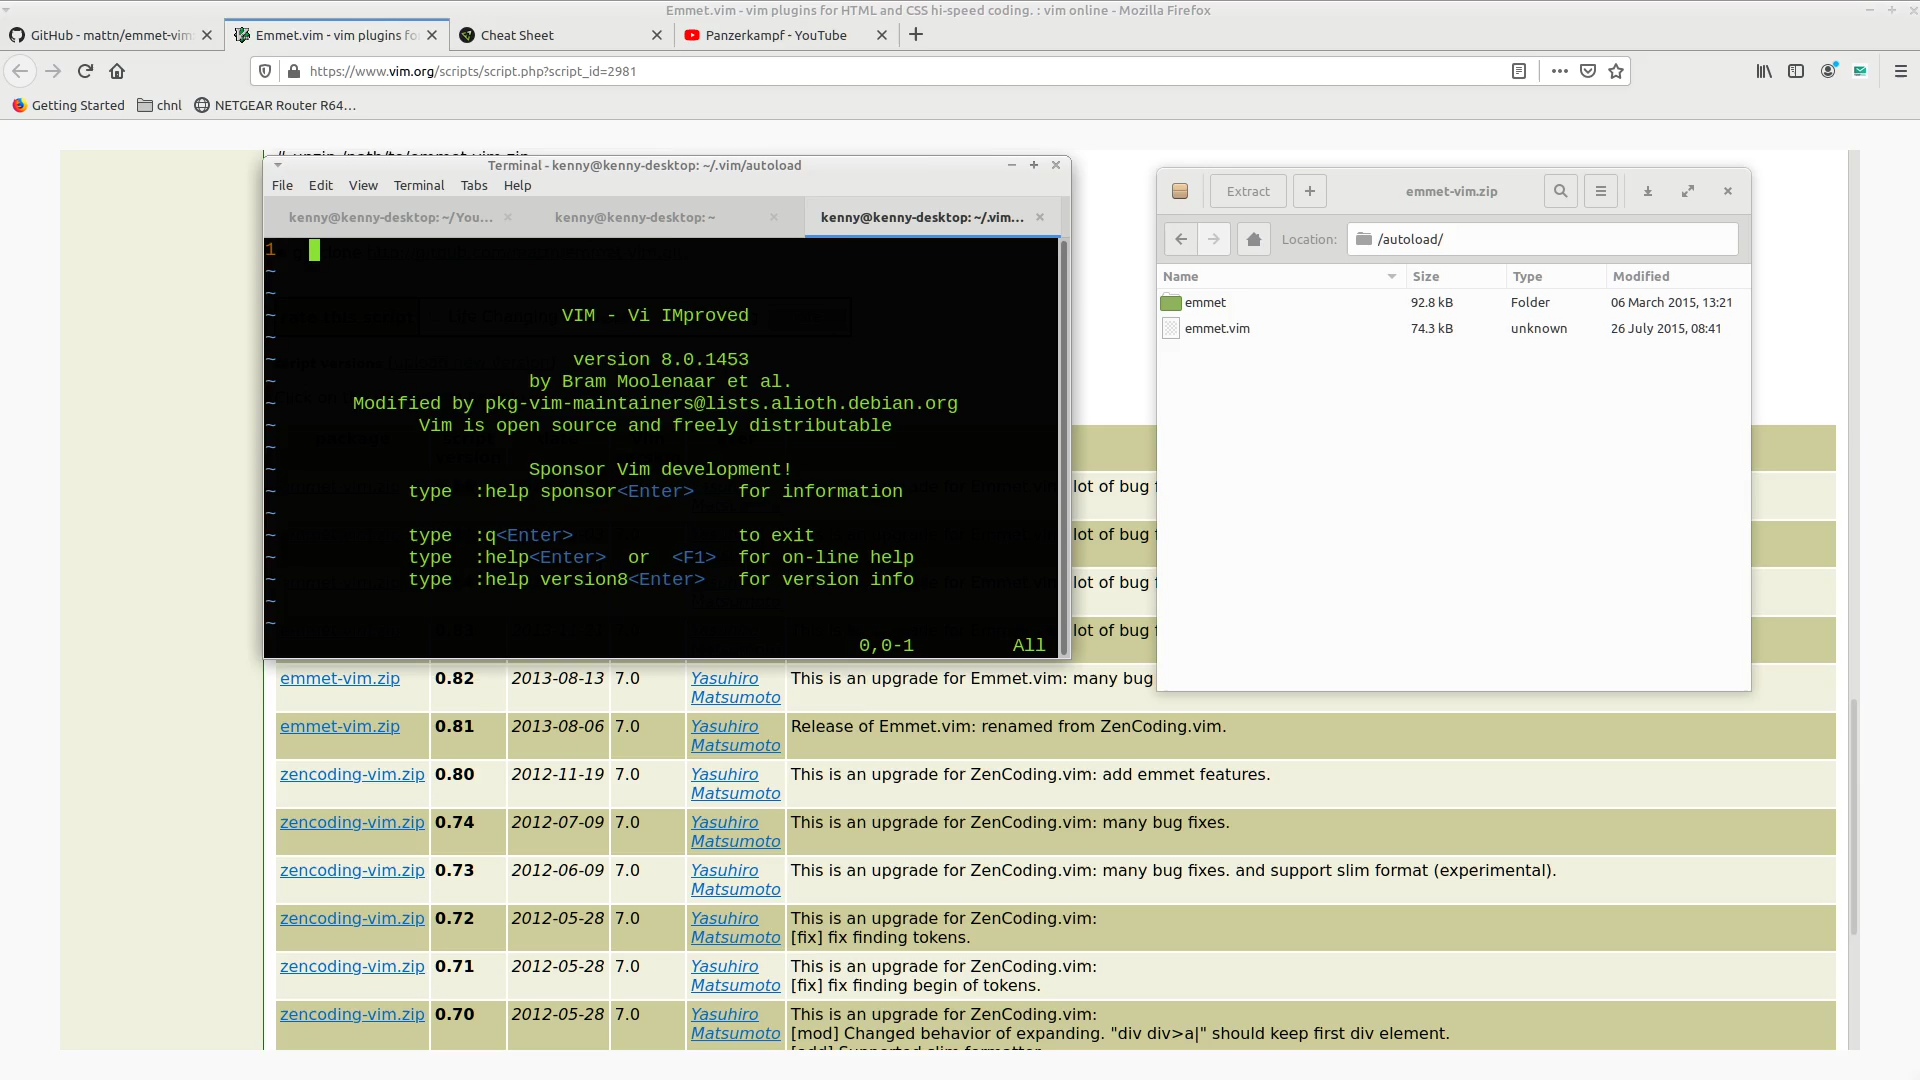 Emmet.vim - vim plugins for HTML and CSS hi-speed coding. : vim online - Mozilla Firefox
GitHub - mattn/emmet-vim
Emmet.vim - vim plugins fo
Cheat Sheet
Panzerkampf - YouTube
https://www.vim.org/scripts/script.php?script_id=2981
Getting Started
chnl
NETGEAR Router R64…
Terminal - kenny@kenny-desktop: ~/.vim/autoload
File Edit View Terminal Tabs Help
kenny@kenny-desktop: ~/You...
kenny@kenny-desktop: ~
kenny@kenny-desktop: ~/.vim...
1
~
~
~ VIM - Vi IMproved
~
~ version 8.0.1453
~ by Bram Moolenaar et al.
~ Modified by pkg-vim-maintainers@lists.alioth.debian.org
~ Vim is open source and freely distributable
~
~ Sponsor Vim development!
~ type :help sponsor<Enter> for information
~
~ type :q<Enter> to exit
~ type :help<Enter> or <F1> for on-line help
~ type :help version8<Enter> for version info
~
~
0,0-1 All
Extract
emmet-vim.zip
Location: /autoload/
Name Size Type Modified
emmet 92.8 kB Folder 06 March 2015, 13:21
emmet.vim 74.3 kB unknown 26 July 2015, 08:41
lot of bug
lot of bug
lot of bug
lot of bug
emmet-vim.zip 0.82 2013-08-13 7.0 Yasuhiro This is an upgrade for Emmet.vim: many bug
Matsumoto
emmet-vim.zip 0.81 2013-08-06 7.0 Yasuhiro Release of Emmet.vim: renamed from ZenCoding.vim.
Matsumoto
zencoding-vim.zip 0.80 2012-11-19 7.0 Yasuhiro This is an upgrade for ZenCoding.vim: add emmet features.
Matsumoto
zencoding-vim.zip 0.74 2012-07-09 7.0 Yasuhiro This is an upgrade for ZenCoding.vim: many bug fixes.
Matsumoto
zencoding-vim.zip 0.73 2012-06-09 7.0 Yasuhiro This is an upgrade for ZenCoding.vim: many bug fixes. and support slim format (experimental).
Matsumoto
zencoding-vim.zip 0.72 2012-05-28 7.0 Yasuhiro This is an upgrade for ZenCoding.vim:
Matsumoto [fix] fix finding tokens.
zencoding-vim.zip 0.71 2012-05-28 7.0 Yasuhiro This is an upgrade for ZenCoding.vim:
Matsumoto [fix] fix finding begin of tokens.
zencoding-vim.zip 0.70 2012-05-28 7.0 Yasuhiro This is an upgrade for ZenCoding.vim:
Matsumoto [mod] Changed behavior of expanding. "div div>a|" should keep first div element.